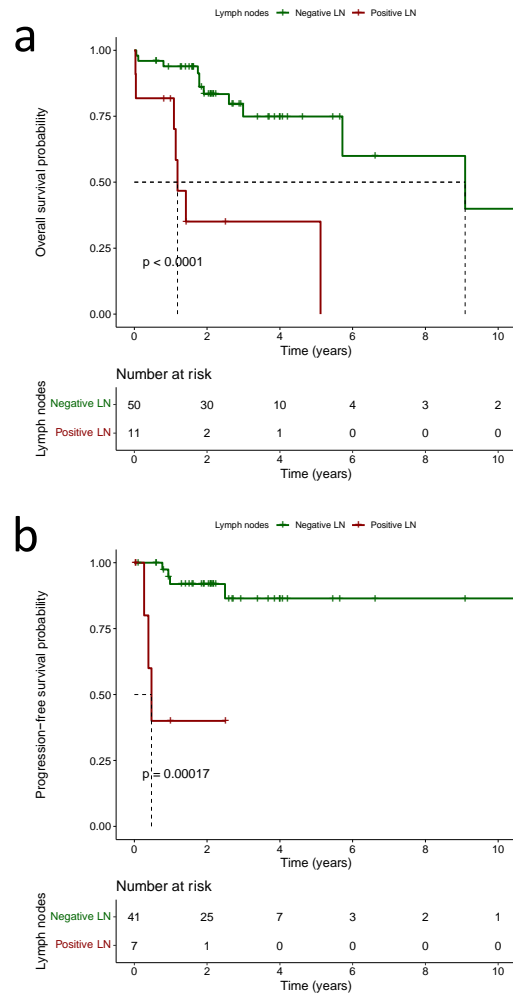 a
Lymph nodes Negative LN Positive LN
Overall survival probability
1.00
0.75
0.50
0.25
0.00
p < 0.0001
0 2 4 6 8 10
Time (years)
Number at risk
Lymph nodes
Negative LN 50 30 10 4 3 2
Positive LN 11 2 1 0 0 0
0 2 4 6 8 10
Time (years)
b
Lymph nodes Negative LN Positive LN
Progression−free survival probability
1.00
0.75
0.50
0.25
0.00
p = 0.00017
0 2 4 6 8 10
Time (years)
Number at risk
Lymph nodes
Negative LN 41 25 7 3 2 1
Positive LN 7 1 0 0 0 0
0 2 4 6 8 10
Time (years)